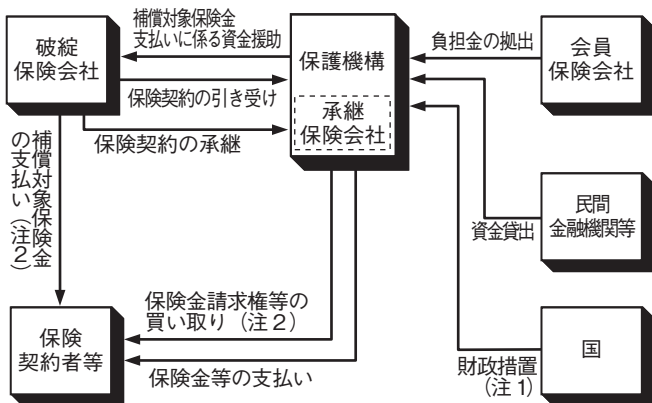 補償対象保険金
支払いに係る資金援助
破綻
保険会社
保険契約の引き受け
保険契約の承継
保護機構
承継
保険会社
負担金の拠出
会員
保険会社
補償対象保険金
の支払い(注2)
民間
金融機関等
資金貸出
保険金請求権等の
買い取り(注2)
保険
契約者等
保険金等の支払い
国
財政措置
(注1)